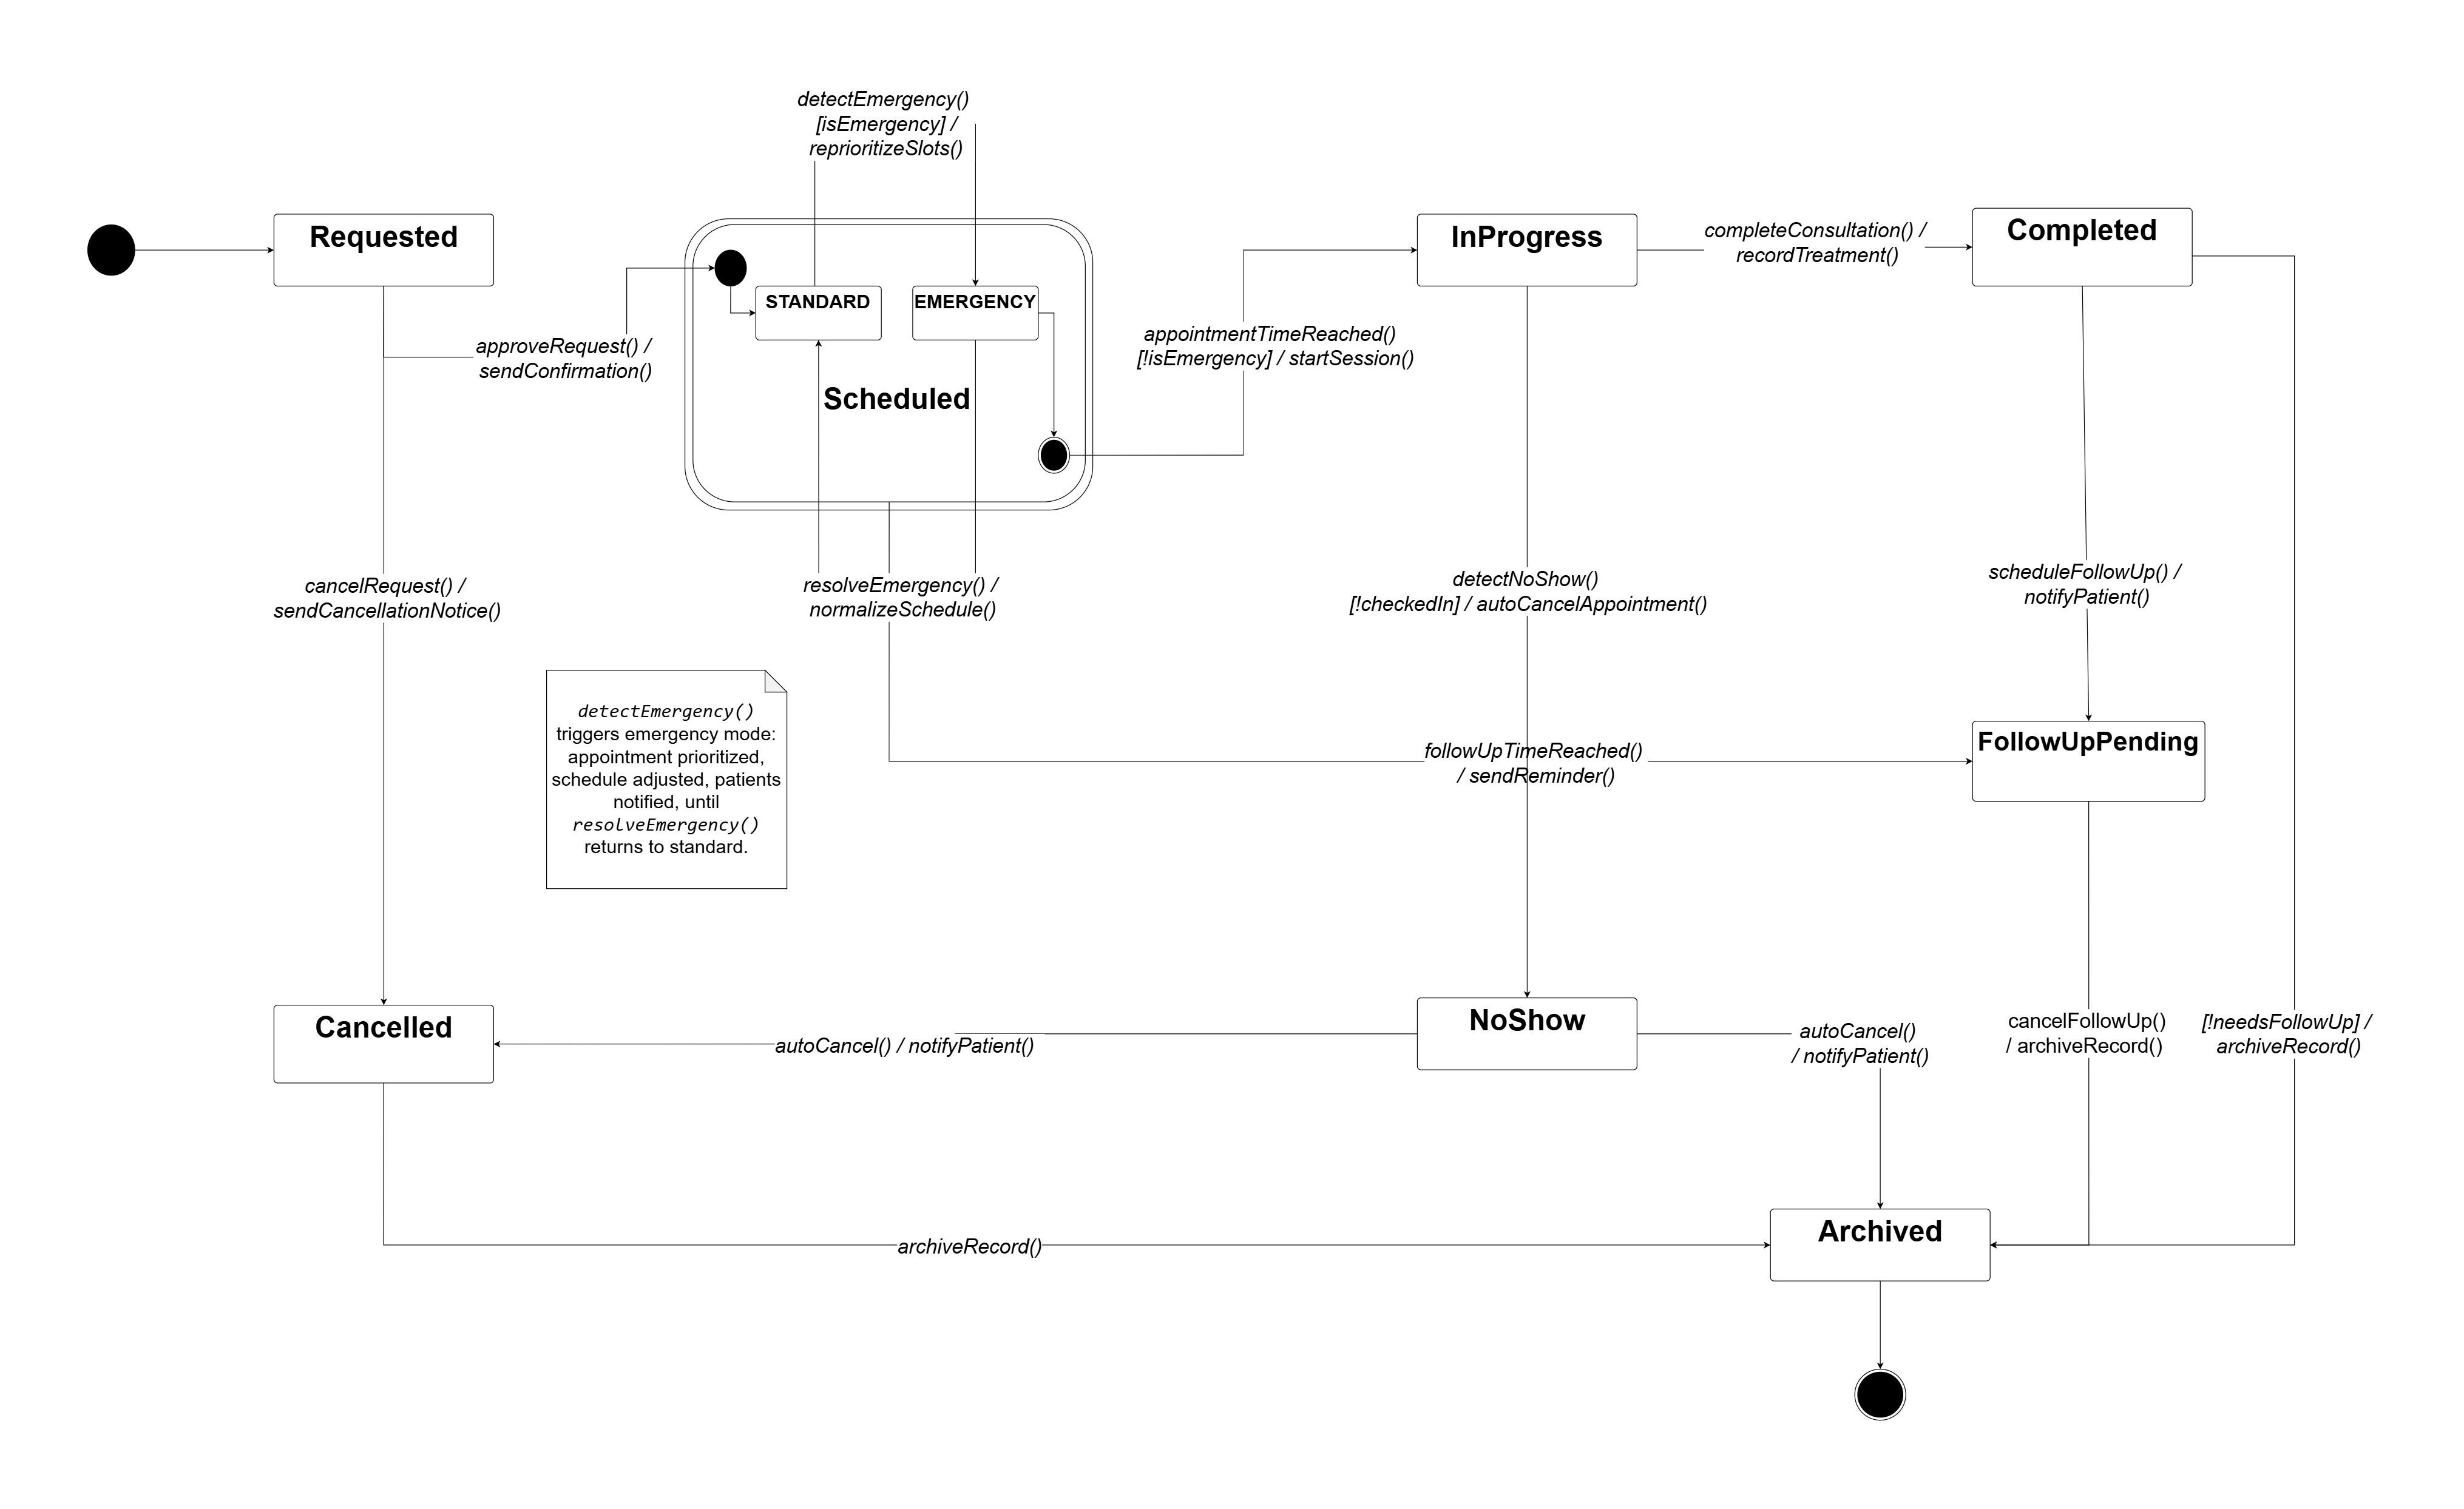 detectEmergency()
[isEmergency] /
reprioritizeSlots()
Requested
STANDARD
EMERGENCY
Scheduled
InProgress
completeConsultation() /
recordTreatment()
Completed
approveRequest() /
sendConfirmation()
appointmentTimeReached()
[!isEmergency] / startSession()
cancelRequest() /
sendCancellationNotice()
resolveEmergency() /
normalizeSchedule()
detectNoShow()
[!checkedIn] / autoCancelAppointment()
scheduleFollowUp() /
notifyPatient()
detectEmergency()
triggers emergency mode:
appointment prioritized,
schedule adjusted, patients
notified, until
resolveEmergency()
returns to standard.
followUpTimeReached()
/ sendReminder()
FollowUpPending
Cancelled
autoCancel() / notifyPatient()
NoShow
autoCancel()
/ notifyPatient()
cancelFollowUp()
/ archiveRecord()
[!needsFollowUp] /
archiveRecord()
archiveRecord()
Archived